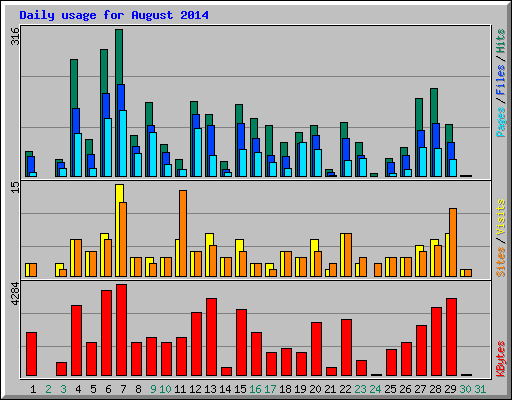 Daily usage for August 2014
316
Pages / Files / Hits
15
Sites / Visits
4284
KBytes
1 2 3 4 5 6 7 8 9 10 11 12 13 14 15 16 17 18 19 20 21 22 23 24 25 26 27 28 29 30 31